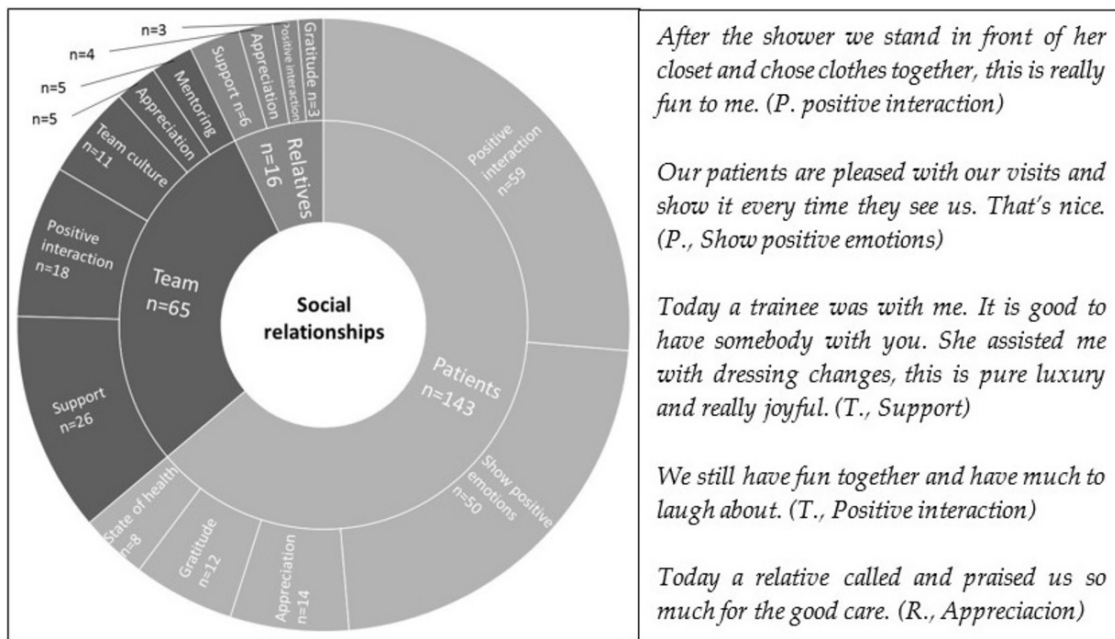 n=3
n=4
n=5
n=5
Social
relationships
Patients
n=143
Positive
interaction
n=59
Show positive
emotions
n=50
Appreciation
n=14
Gratitude
n=12
State of health
n=8
Team
n=65
Support
n=26
Positive
interaction
n=18
Team culture
n=11
Appreciation
Mentoring
Relatives
n=16
Support n=6
Appreciation
Positive interaction
Gratitude n=3
After the shower we stand in front of her
closet and chose clothes together, this is really
fun to me. (P. positive interaction)
Our patients are pleased with our visits and
show it every time they see us. That's nice.
(P., Show positive emotions)
Today a trainee was with me. It is good to
have somebody with you. She assisted me
with dressing changes, this is pure luxury
and really joyful. (T., Support)
We still have fun together and have much to
laugh about. (T., Positive interaction)
Today a relative called and praised us so
much for the good care. (R., Appreciacion)